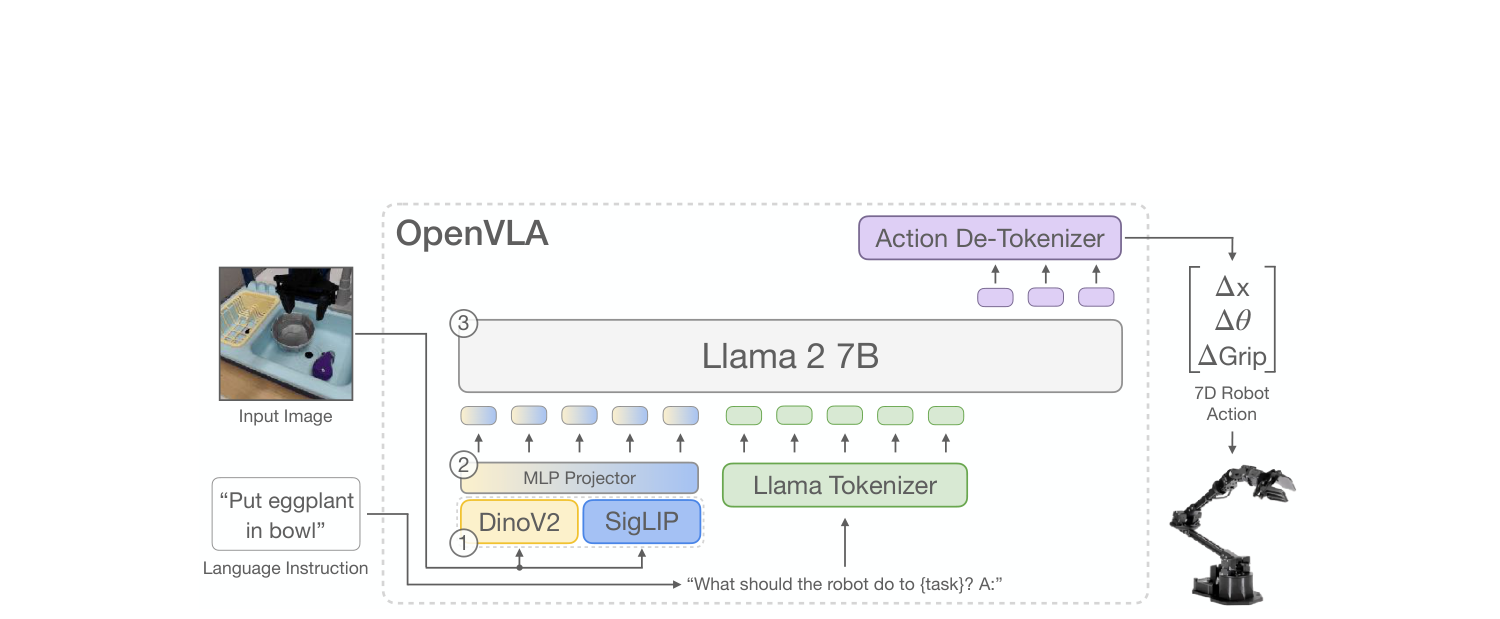 OpenVLA
Action De-Tokenizer
3
Llama 2 7B
Input Image
2
MLP Projector
Llama Tokenizer
1
DinoV2
SigLIP
“Put eggplant
in bowl”
Language Instruction
“What should the robot do to {task}? A:”
Δx
Δθ
ΔGrip
7D Robot
Action